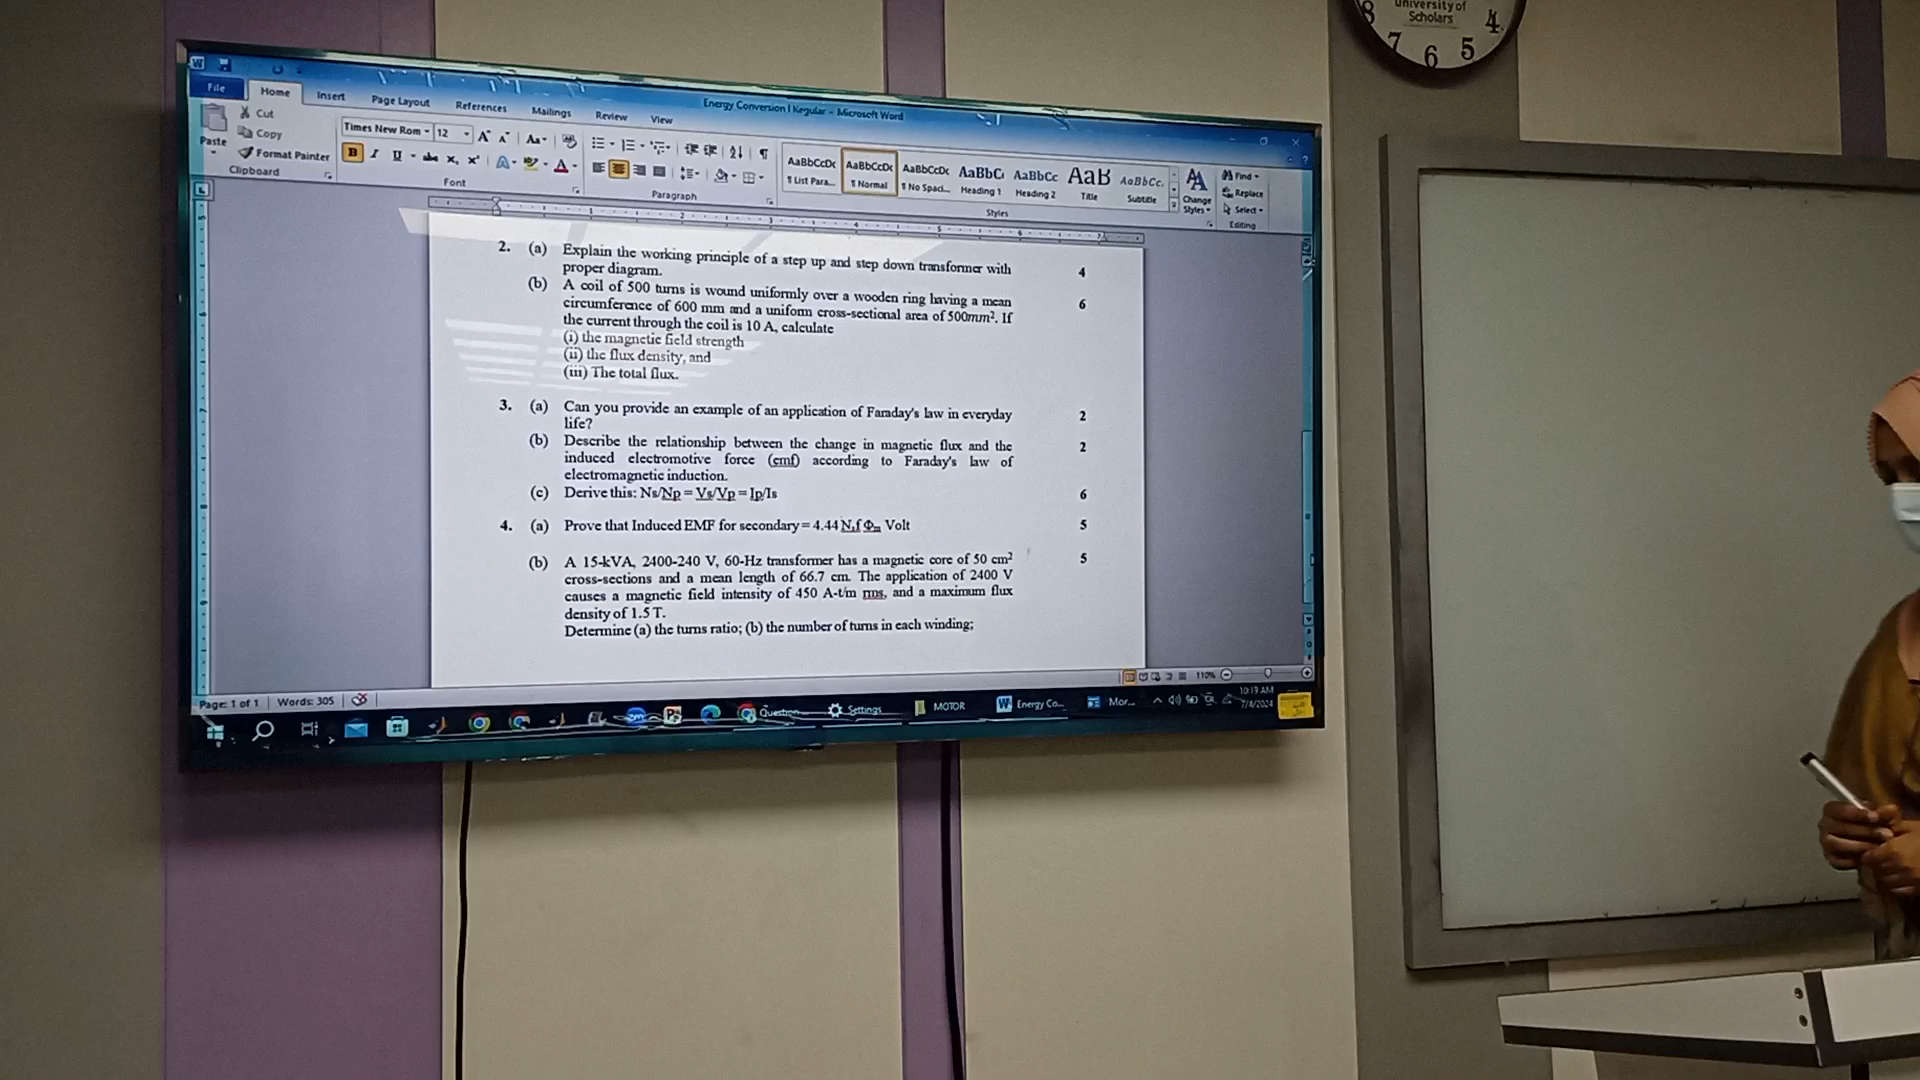 University of
Scholars
8 7 6 5 4
Energy Conversion I Regular - Microsoft Word
File Home Insert Page Layout References Mailings Review View
Cut
Copy
Format Painter
Paste
Clipboard
Times New Rom 12
Font
Paragraph
AaBbCcDc AaBbCcDc AaBbCcDc AaBbC AaBbCc AaB AaBbCc.
¶ List Para... ¶ Normal ¶ No Spaci... Heading 1 Heading 2 Title Subtitle
Change
Styles
Styles
Find
Replace
Select
Editing
2. (a) Explain the working principle of a step up and step down transformer with 4
proper diagram.
(b) A coil of 500 turns is wound uniformly over a wooden ring having a mean 6
circumference of 600 mm and a uniform cross-sectional area of 500mm². If
the current through the coil is 10 A, calculate
(i) the magnetic field strength
(ii) the flux density, and
(iii) The total flux.
3. (a) Can you provide an example of an application of Faraday's law in everyday 2
life?
(b) Describe the relationship between the change in magnetic flux and the 2
induced electromotive force (emf) according to Faraday's law of
electromagnetic induction.
(c) Derive this: Ns/Np = Vs/Vp = Ip/Is 6
4. (a) Prove that Induced EMF for secondary = 4.44 Nₛf Φₘ Volt 5
(b) A 15-kVA, 2400-240 V, 60-Hz transformer has a magnetic core of 50 cm² 5
cross-sections and a mean length of 66.7 cm. The application of 2400 V
causes a magnetic field intensity of 450 A-t/m rms, and a maximum flux
density of 1.5 T.
Determine (a) the turns ratio; (b) the number of turns in each winding;
Page: 1 of 1 Words: 305 110%
Question Settings MOTOR Energy Co... Mor... 10:19 AM
7/4/2024